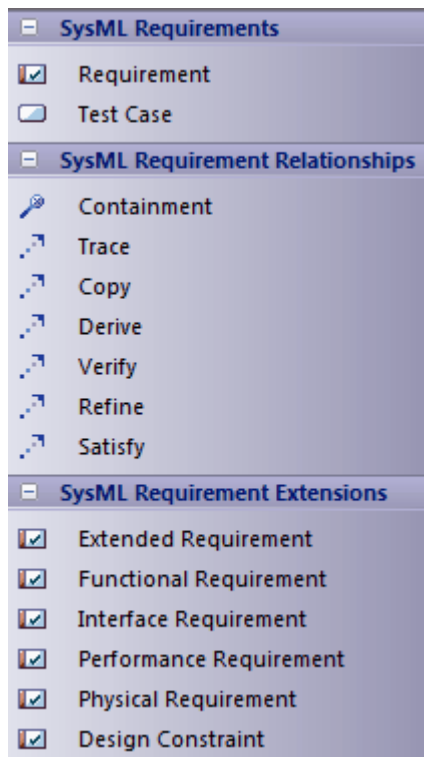 SysML Requirements
Requirement
Test Case
SysML Requirement Relationships
Containment
Trace
Copy
Derive
Verify
Refine
Satisfy
SysML Requirement Extensions
Extended Requirement
Functional Requirement
Interface Requirement
Performance Requirement
Physical Requirement
Design Constraint